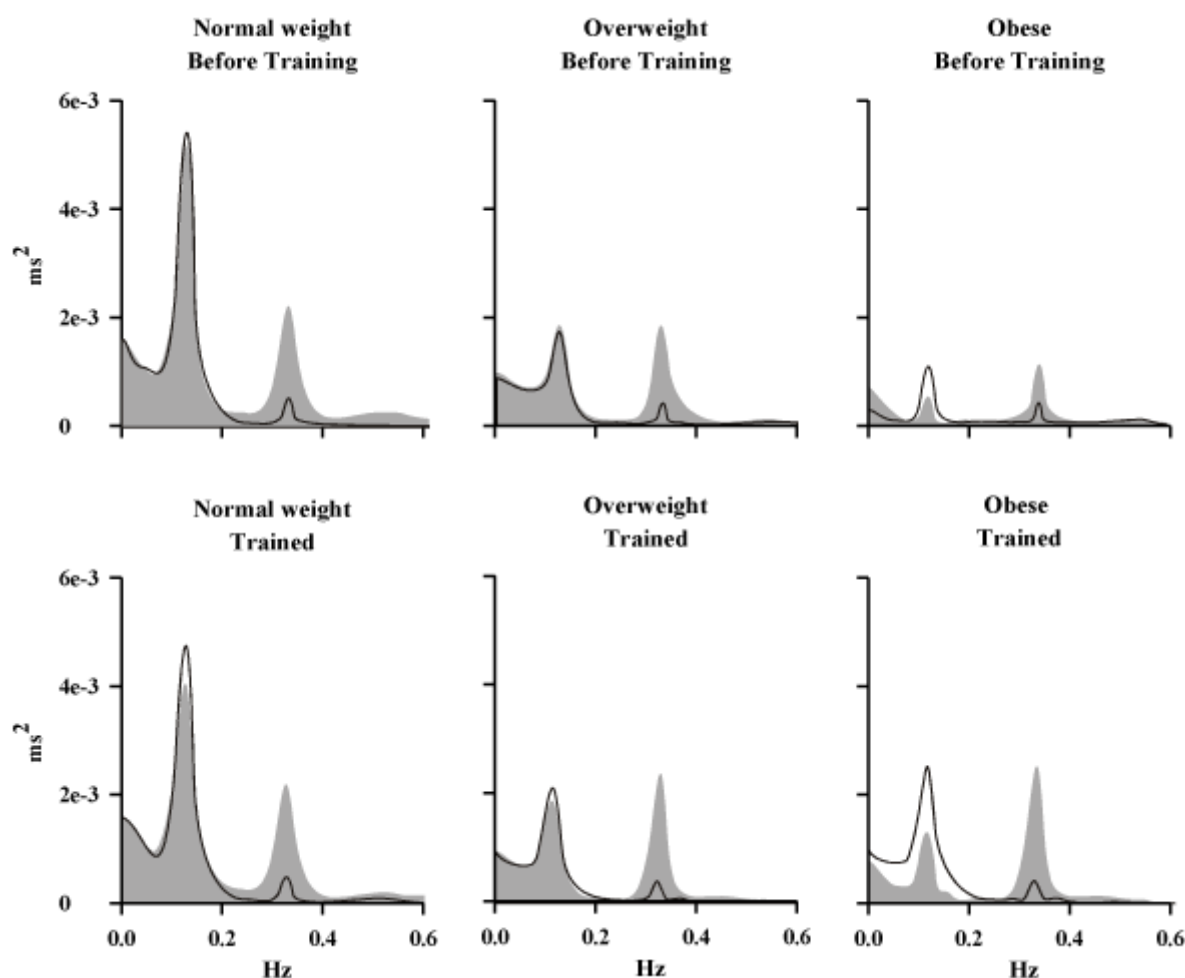 Normal weight
Before Training
Overweight
Before Training
Obese
Before Training
6e-3
4e-3
2e-3
0
ms²
Normal weight
Trained
Overweight
Trained
Obese
Trained
6e-3
4e-3
2e-3
0
ms²
0.0 0.2 0.4 0.6
0.0 0.2 0.4 0.6
0.0 0.2 0.4 0.6
Hz
Hz
Hz